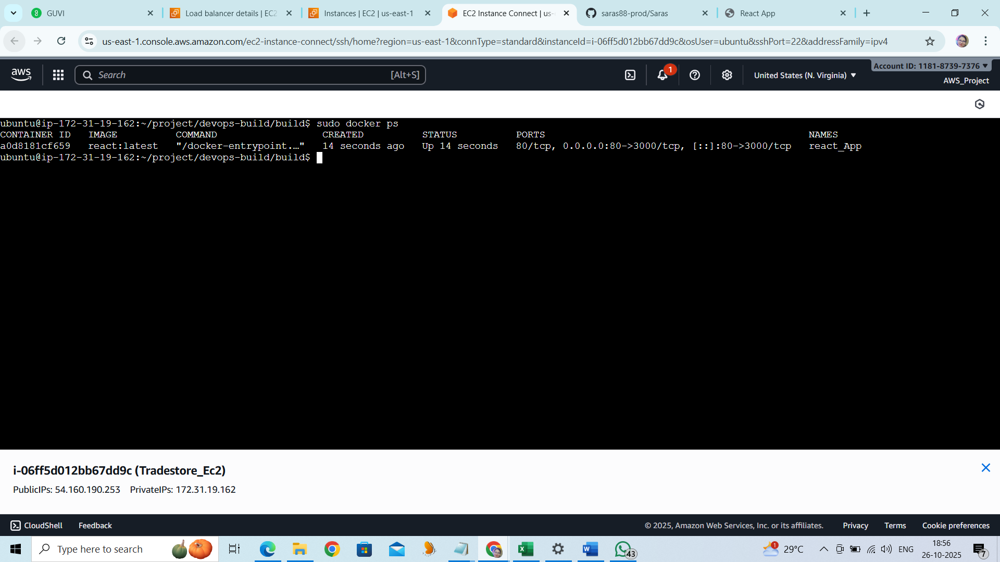 GUVI
Load balancer details | EC2
Instances | EC2 | us-east-1
EC2 Instance Connect | us-
saras88-prod/Saras
React App
us-east-1.console.aws.amazon.com/ec2-instance-connect/ssh/home?region=us-east-1&connType=standard&instanceId=i-06ff5d012bb67dd9c&osUser=ubuntu&sshPort=22&addressFamily=ipv4
aws
Search
[Alt+S]
1
United States (N. Virginia) ▼
Account ID: 1181-8739-7376 ▼
AWS_Project
ubuntu@ip-172-31-19-162:~/project/devops-build/build$ sudo docker ps
CONTAINER ID   IMAGE          COMMAND                  CREATED          STATUS          PORTS                                             NAMES
a0d8181cf659   react:latest   "/docker-entrypoint.…"   14 seconds ago   Up 14 seconds   80/tcp, 0.0.0.0:80->3000/tcp, [::]:80->3000/tcp   react_App
ubuntu@ip-172-31-19-162:~/project/devops-build/build$
i-06ff5d012bb67dd9c (Tradestore_Ec2)
PublicIPs: 54.160.190.253   PrivateIPs: 172.31.19.162
CloudShell
Feedback
© 2025, Amazon Web Services, Inc. or its affiliates.
Privacy
Terms
Cookie preferences
Type here to search
43
1
29°C
ENG
18:56
26-10-2025
7